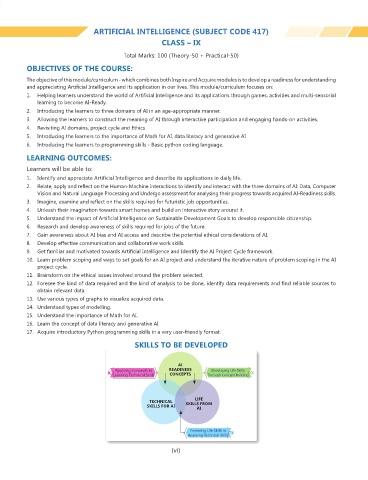 ARTIFICIAL INTELLIGENCE (SUBJECT CODE 417)
CLASS – IX
Total Marks: 100 (Theory-50 + Practical-50)
OBJECTIVES OF THE COURSE:
The objective of this module/curriculum - which combines both Inspire and Acquire modules is to develop a readiness for understanding
and appreciating Artificial Intelligence and its application in our lives. This module/curriculum focuses on:
1. Helping learners understand the world of Artificial Intelligence and its applications through games, activities and multi-sensorial
learning to become AI-Ready.
2. Introducing the learners to three domains of AI in an age-appropriate manner.
3. Allowing the learners to construct the meaning of AI through interactive participation and engaging hands-on activities.
4. Revisiting AI domains, project cycle and Ethics
5. Introducing the learners to the importance of Math for AI, data literacy and generative AI
6. Introducing the learners to programming skills - Basic python coding language.
LEARNING OUTCOMES:
Learners will be able to:
1. Identify and appreciate Artificial Intelligence and describe its applications in daily life.
2. Relate, apply and reflect on the Human-Machine interactions to identify and interact with the three domains of AI: Data, Computer
Vision and Natural Language Processing and Undergo assessment for analysing their progress towards acquired AI-Readiness skills.
3. Imagine, examine and reflect on the skills required for futuristic job opportunities.
4. Unleash their imagination towards smart homes and build an interactive story around it.
5. Understand the impact of Artificial Intelligence on Sustainable Development Goals to develop responsible citizenship.
6. Research and develop awareness of skills required for jobs of the future.
7. Gain awareness about AI bias and AI access and describe the potential ethical considerations of AI.
8. Develop effective communication and collaborative work skills.
9. Get familiar and motivated towards Artificial Intelligence and Identify the AI Project Cycle framework.
10. Learn problem scoping and ways to set goals for an AI project and understand the iterative nature of problem scoping in the AI
project cycle.
11. Brainstorm on the ethical issues involved around the problem selected.
12. Foresee the kind of data required and the kind of analysis to be done, identify data requirements and find reliable sources to
obtain relevant data.
13. Use various types of graphs to visualize acquired data.
14. Understand types of modelling.
15. Understand the importance of Math for AI.
16. Learn the concept of data literacy and generative AI
17. Acquire introductory Python programming skills in a very user-friendly format.
SKILLS TO BE DEVELOPED
AI
READINESS
CONCEPTS
Applying Concepts in
Developing Life Skills
TECHNICAL
SKILLS FOR AI
LIFE
SKILLS FROM
AI
Fostering Life Skills in
Applying Technical Skills
(vi)